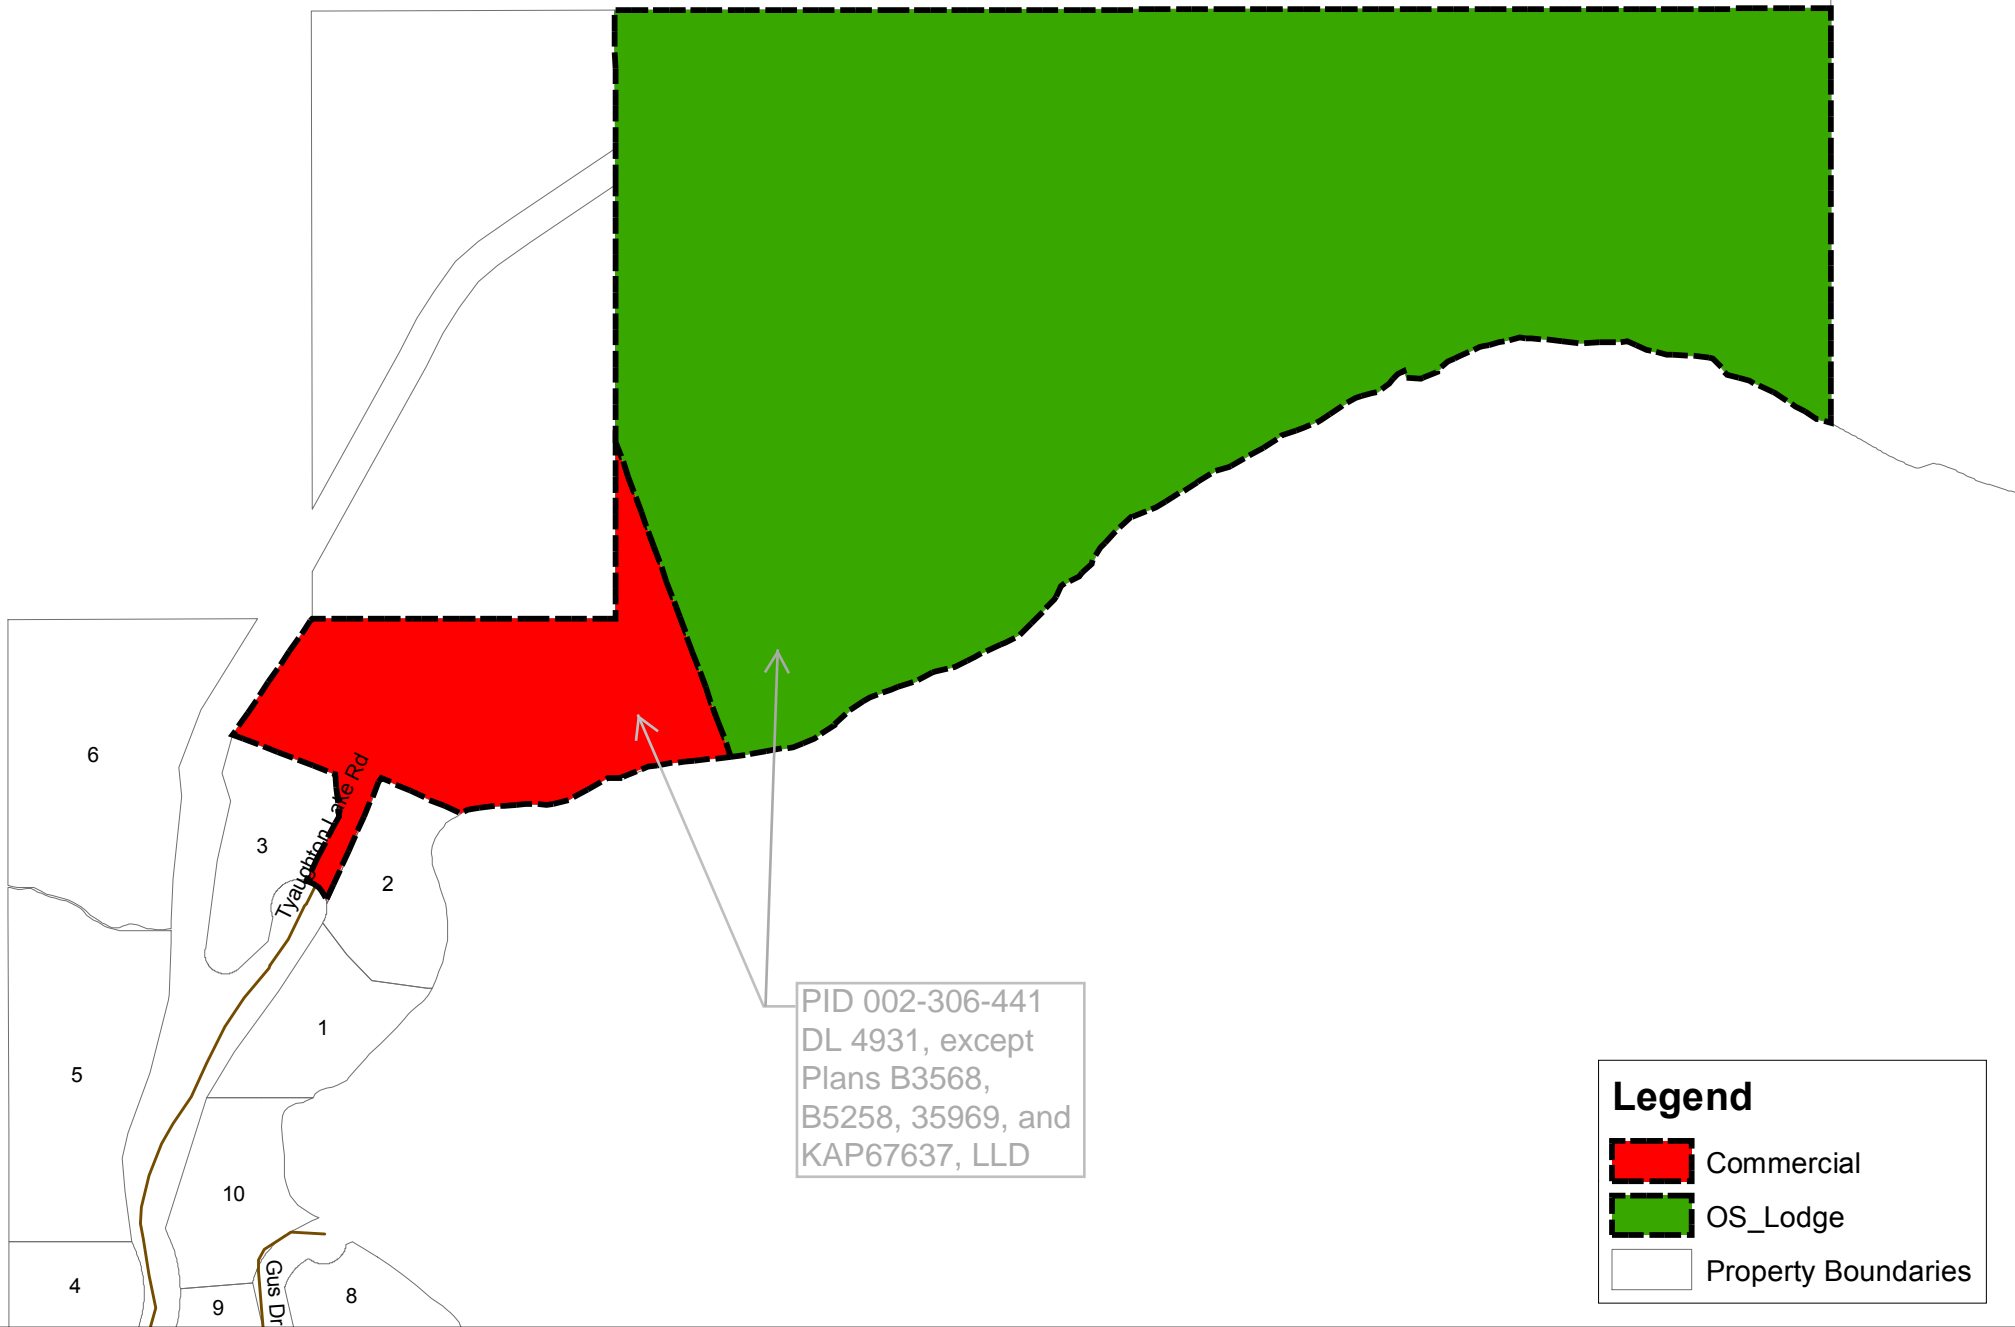 6
Tyaughton Lake Rd
3
2
1
5
10
4
9
Gus Dr
8
PID 002-306-441
DL 4931, except
Plans B3568,
B5258, 35969, and
KAP67637, LLD
Legend
Commercial
OS_Lodge
Property Boundaries